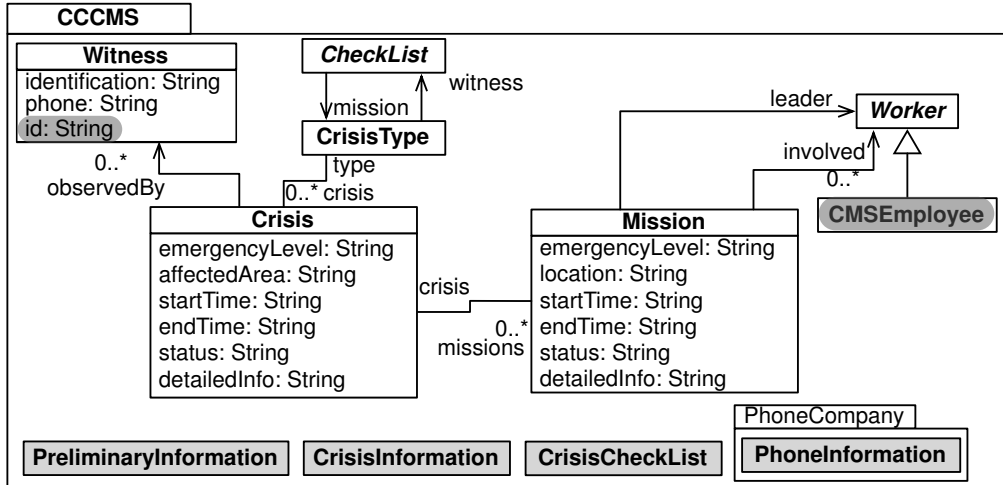 CCCMS
Witness
identification: String
phone: String
id: String
CheckList
witness
mission
CrisisType
type
0..* crisis
0..*
observedBy
leader
Worker
involved
0..*
CMSEmployee
Crisis
emergencyLevel: String
affectedArea: String
startTime: String
endTime: String
status: String
detailedInfo: String
crisis
0..*
missions
Mission
emergencyLevel: String
location: String
startTime: String
endTime: String
status: String
detailedInfo: String
PreliminaryInformation
CrisisInformation
CrisisCheckList
PhoneCompany
PhoneInformation